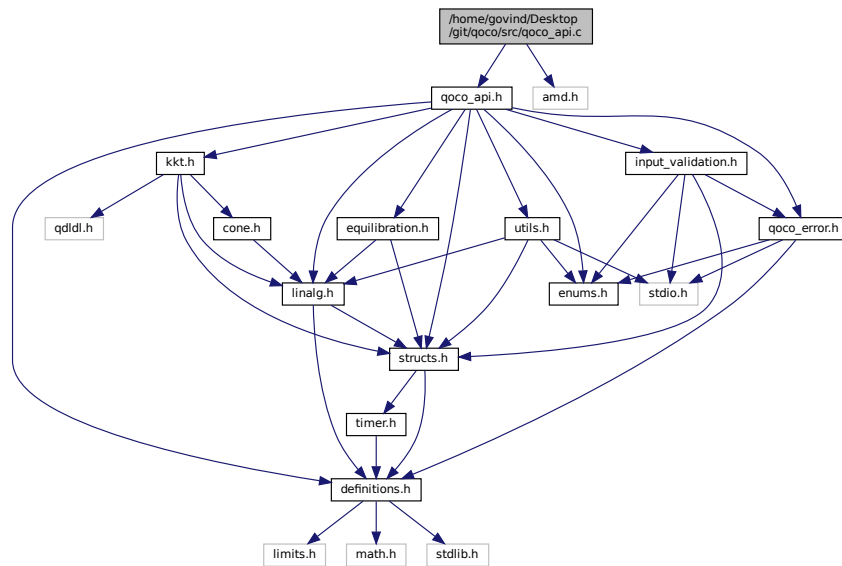 /home/govind/Desktop
/git/qoco/src/qoco_api.c
qoco_api.h
amd.h
kkt.h
input_validation.h
qdldl.h
cone.h
equilibration.h
utils.h
qoco_error.h
linalg.h
enums.h
stdio.h
structs.h
timer.h
definitions.h
limits.h
math.h
stdlib.h